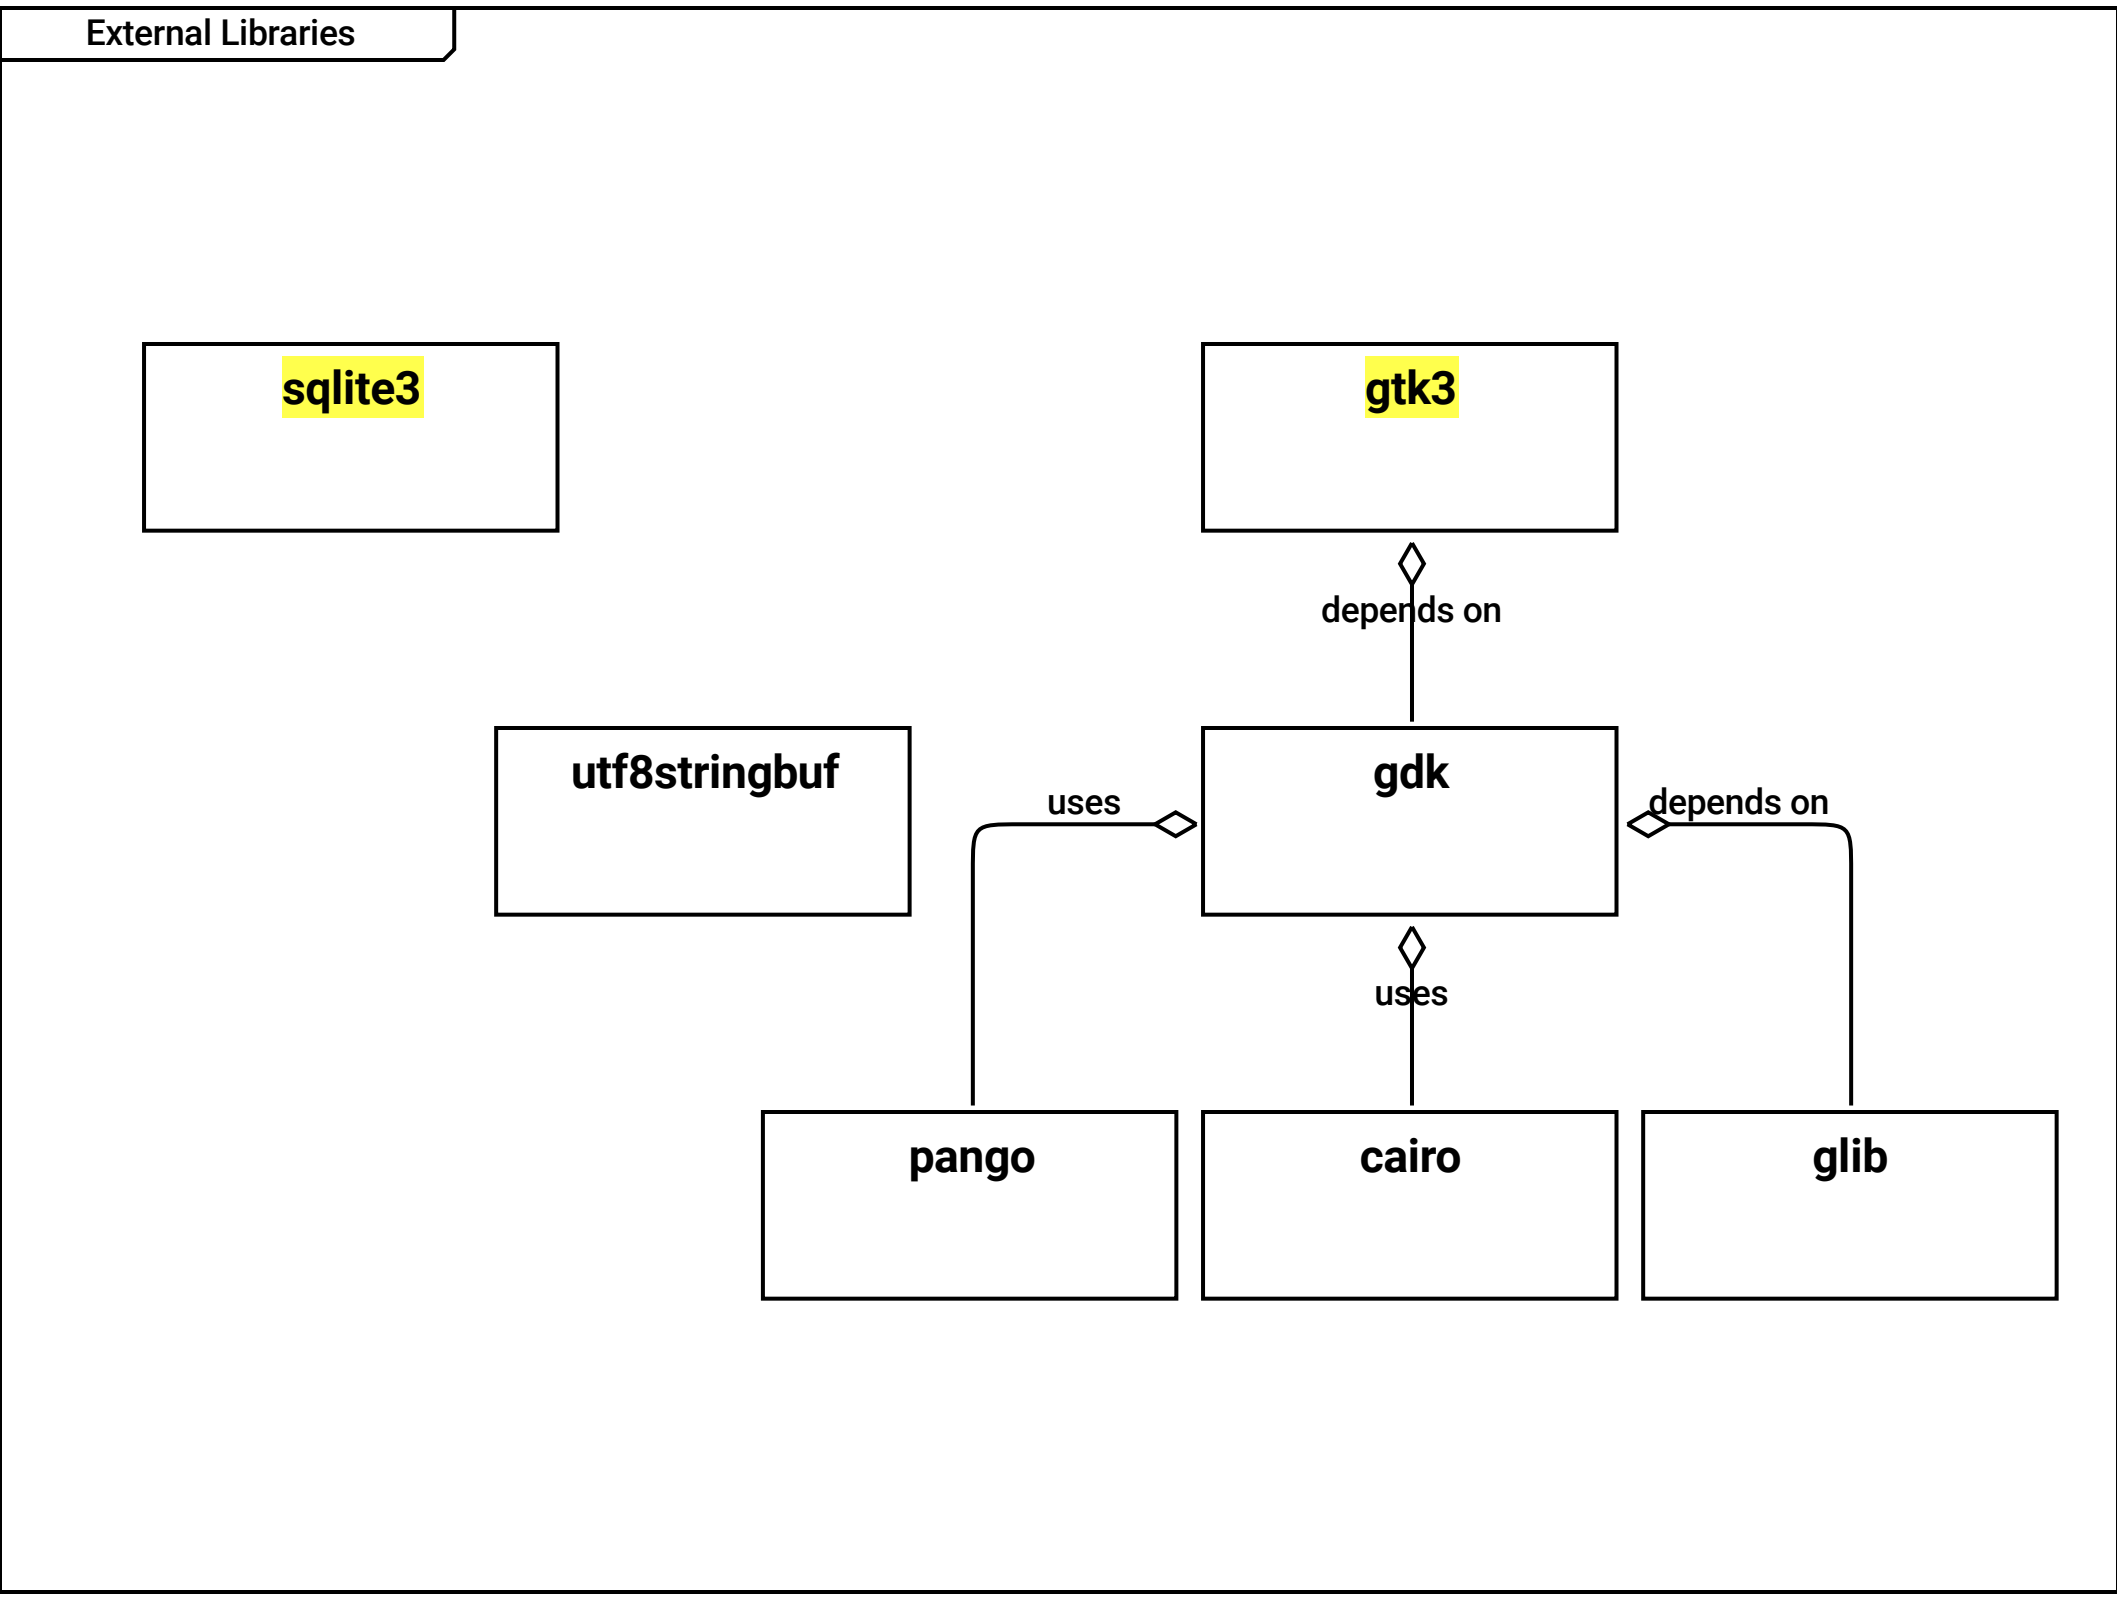 External Libraries
sqlite3
gtk3
depends on
utf8stringbuf
gdk
uses
depends on
uses
pango
cairo
glib